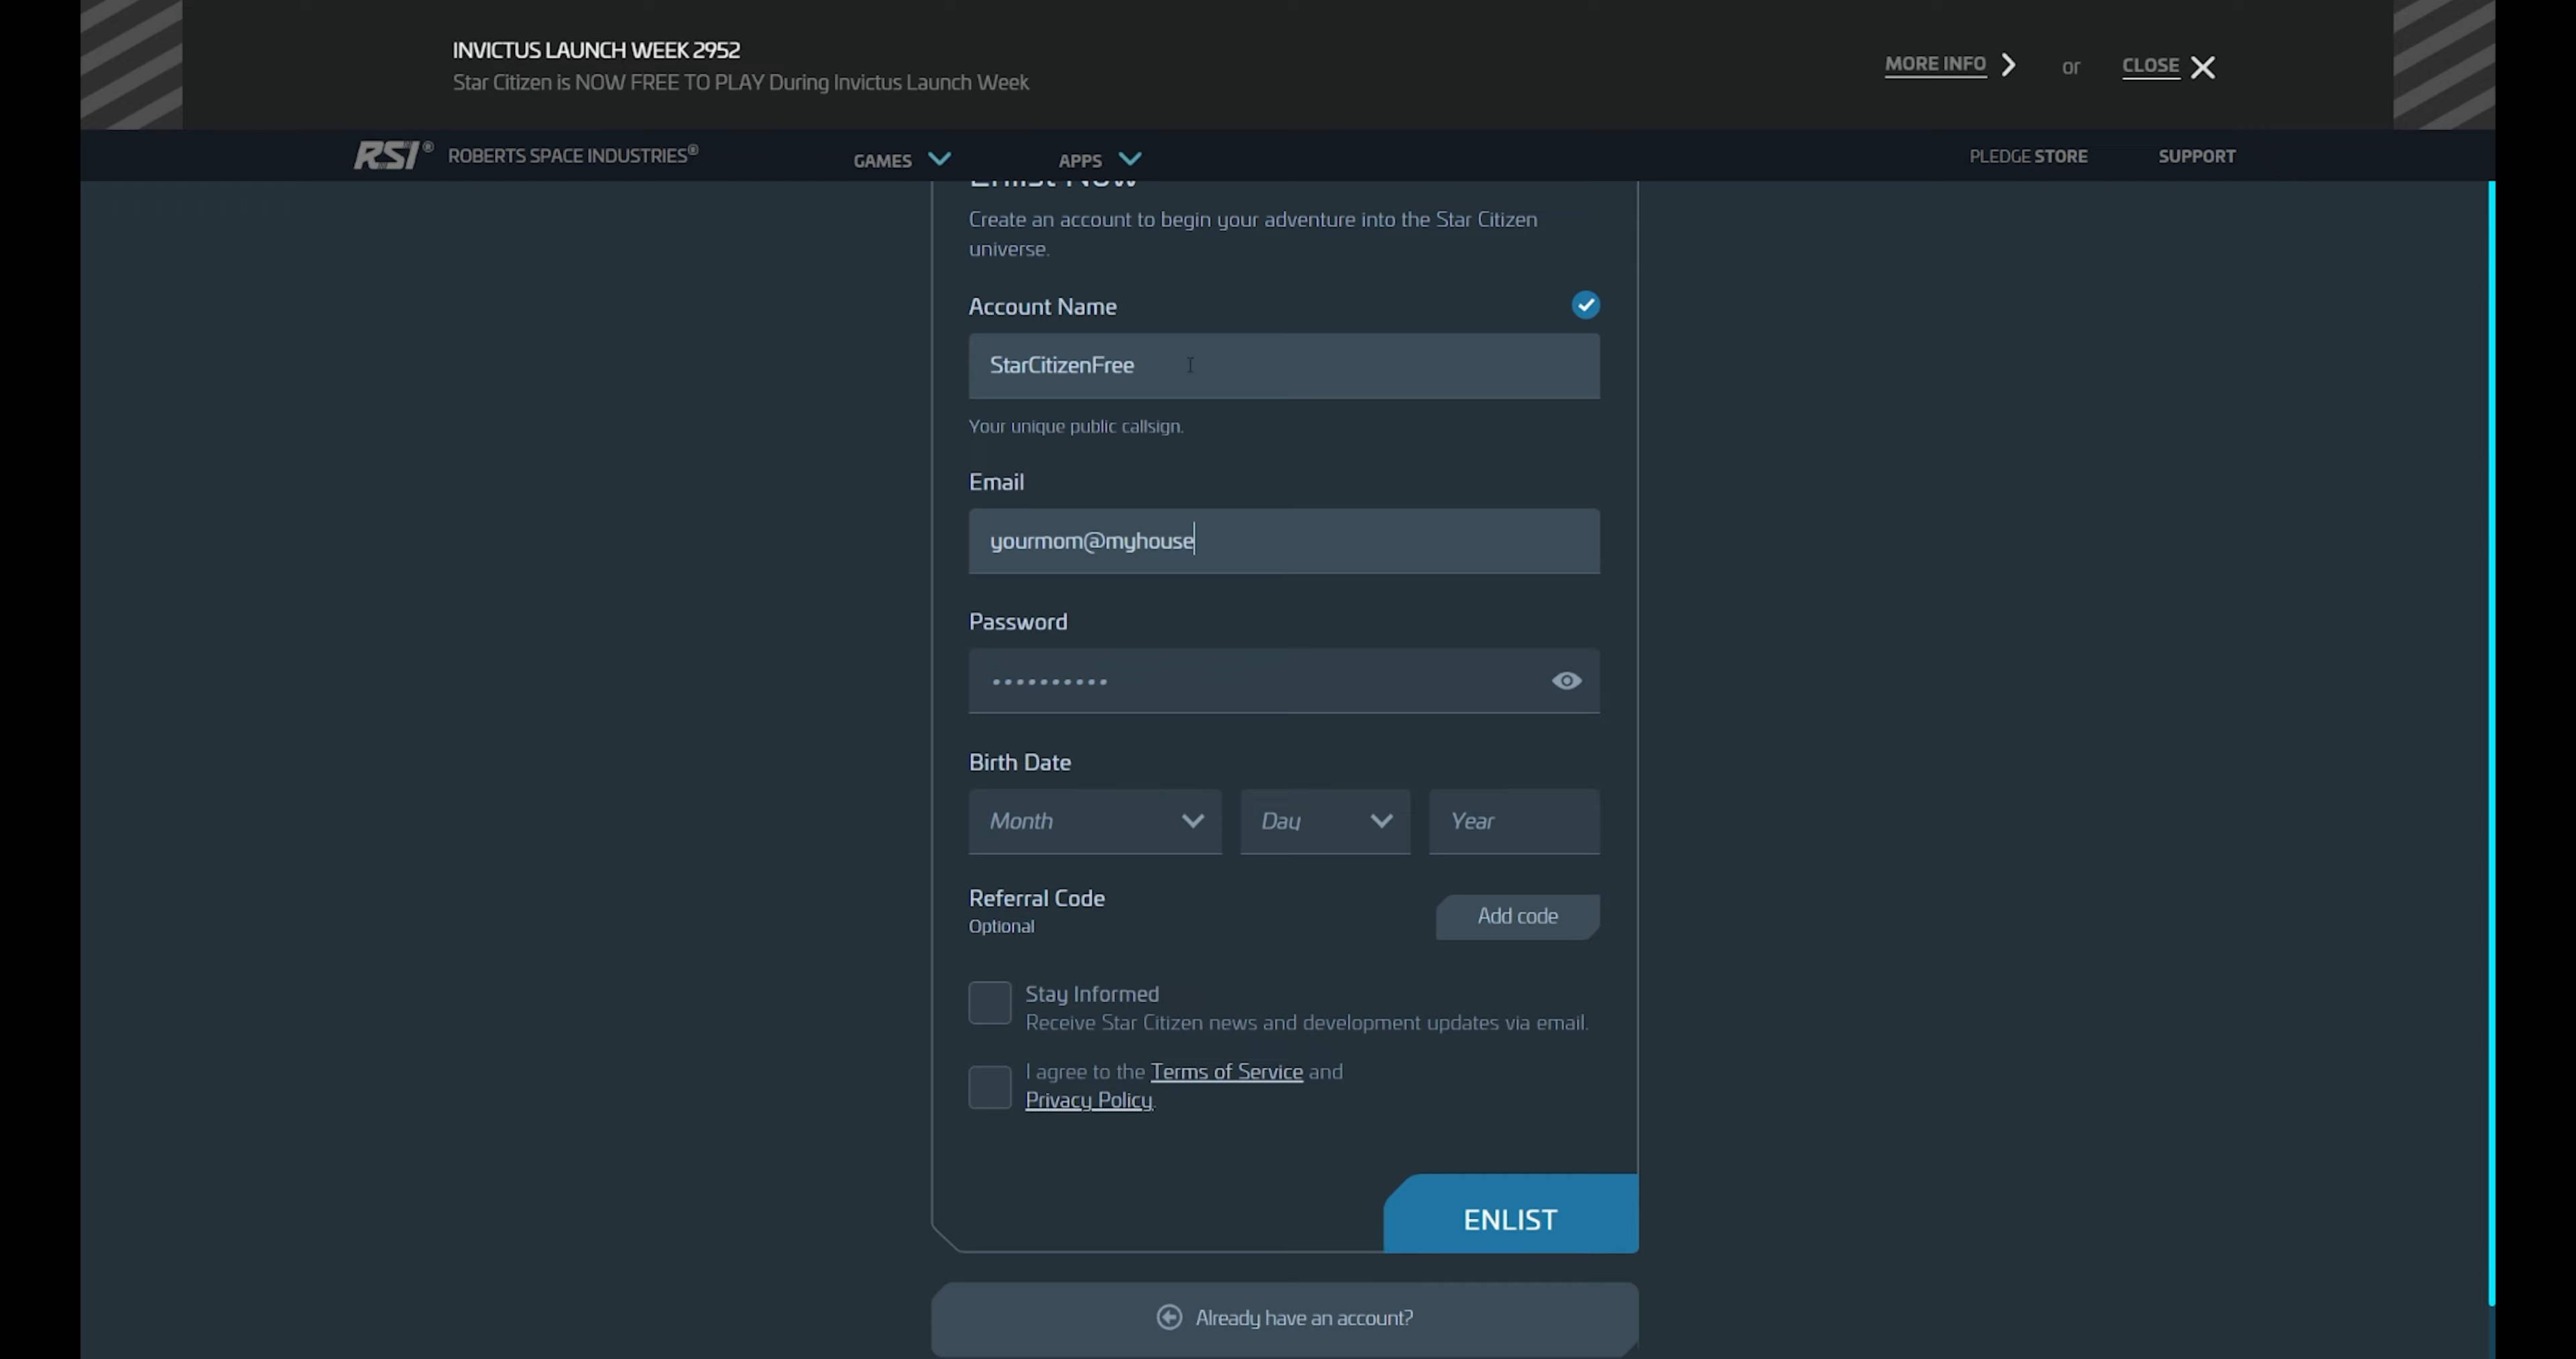 INVICTUS LAUNCH WEEK 2952
Star Citizen is NOW FREE TO PLAY During Invictus Launch Week
MORE INFO or CLOSE
RSI® ROBERTS SPACE INDUSTRIES® GAMES APPS PLEDGE STORE SUPPORT
Enlist Now
Create an account to begin your adventure into the Star Citizen
universe.
Account Name
StarCitizenFree
Your unique public callsign.
Email
yourmom@myhouse
Password
••••••••••
Birth Date
Month Day Year
Referral Code
Optional
Add code
Stay Informed
Receive Star Citizen news and development updates via email.
I agree to the Terms of Service and
Privacy Policy.
ENLIST
Already have an account?